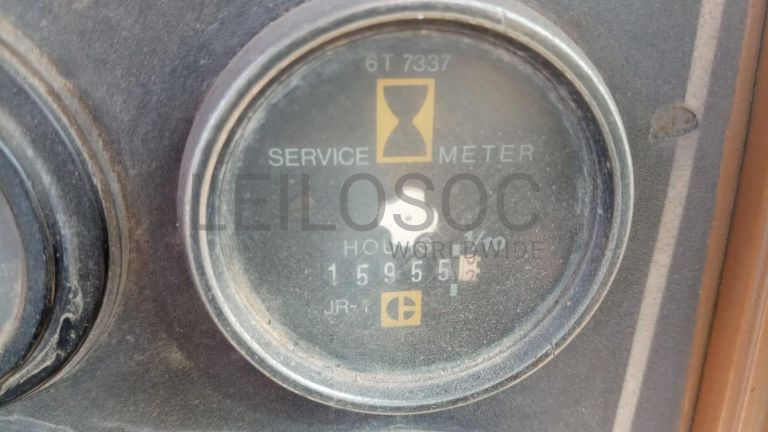 6T 7337
SERVICE METER
LEILOSOC
WORLDWIDE
HOURS 1/10
15955
JR-1